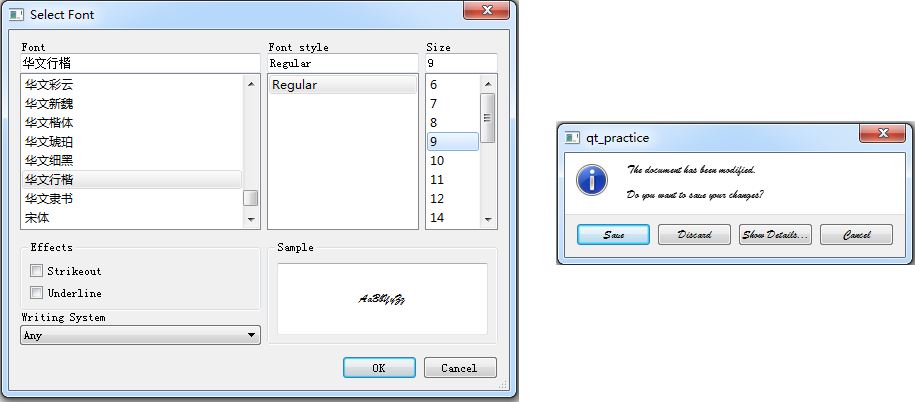 Select Font
Font
华文行楷
华文彩云
华文新魏
华文楷体
华文琥珀
华文细黑
华文行楷
华文隶书
宋体
Font style
Regular
Regular
Size
9
6
7
8
9
10
11
12
14
Effects
Strikeout
Underline
Writing System
Any
Sample
AaBbYyZz
OK
Cancel
qt_practice
The document has been modified.
Do you want to save your changes?
Save
Discard
Show Details...
Cancel